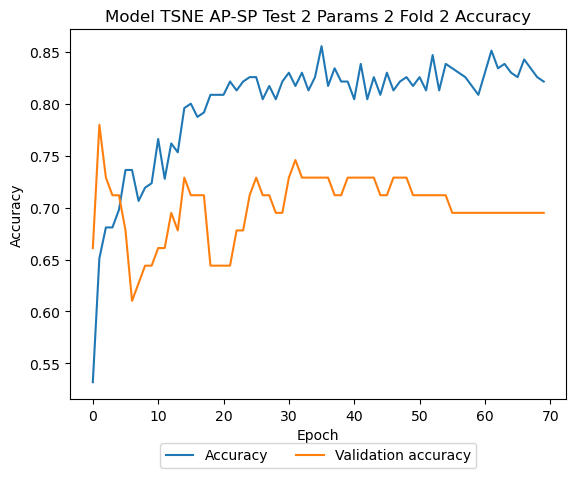 Model TSNE AP-SP Test 2 Params 2 Fold 2 Accuracy
0.85
0.80
0.75
0.70
0.65
0.60
0.55
Accuracy
0 10 20 30 40 50 60 70
Epoch
Accuracy Validation accuracy